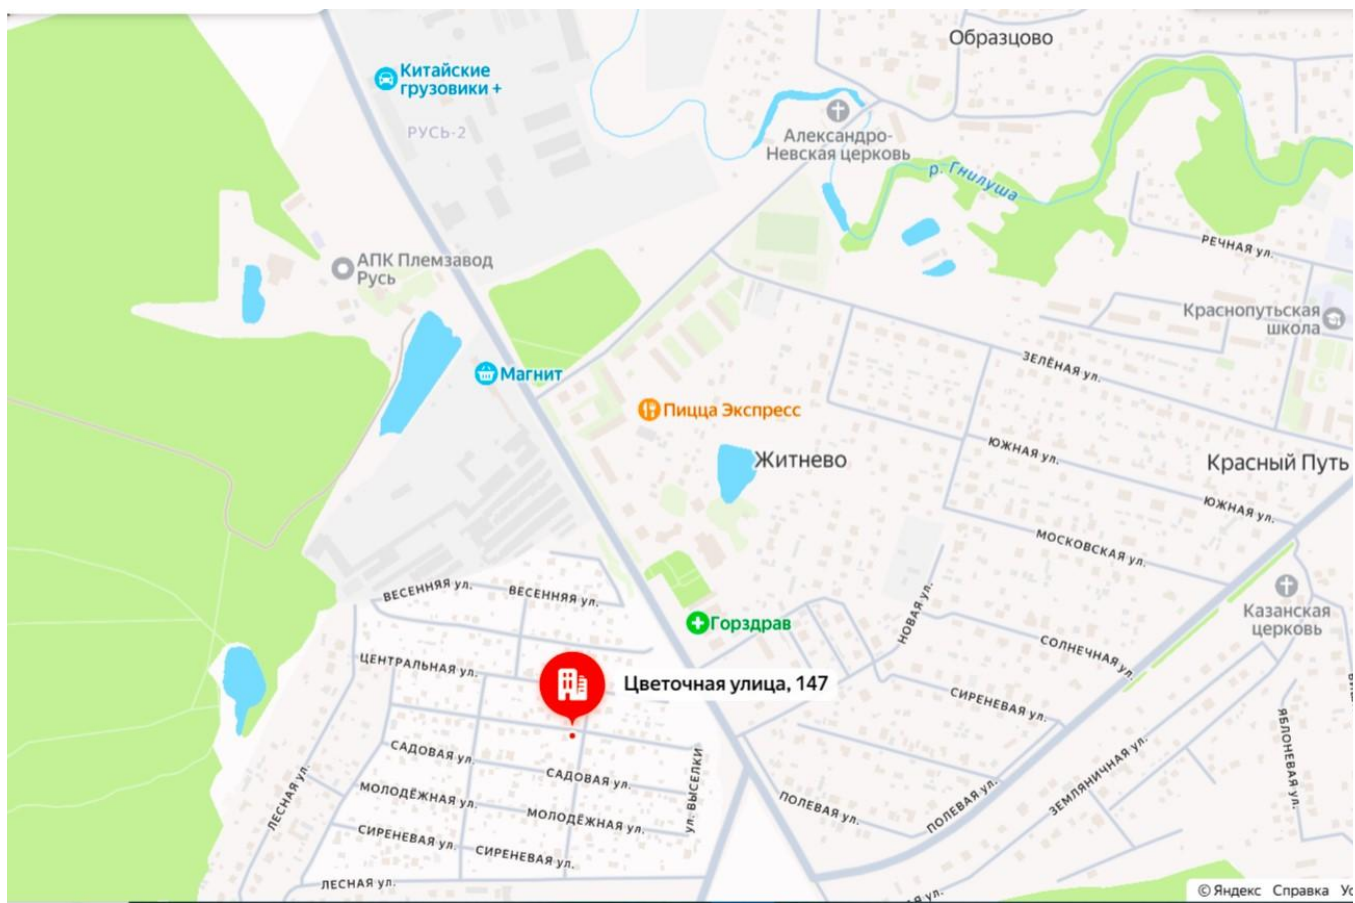 Образцово
Китайские
грузовики +
РУСЬ-2
Александро-
Невская церковь
р. Гнилуша
РЕЧНАЯ УЛ.
АПК Племзавод
Русь
Краснопутьская
школа
ЗЕЛЁНАЯ УЛ.
Магнит
Пицца Экспресс
Житнево
ЮЖНАЯ УЛ.
Красный Путь
ЮЖНАЯ УЛ.
МОСКОВСКАЯ УЛ.
ВЕСЕННЯЯ УЛ.
ВЕСЕННЯЯ УЛ.
НОВАЯ УЛ.
Казанская
церковь
Горздрав
СОЛНЕЧНАЯ УЛ.
ЦЕНТРАЛЬНАЯ УЛ.
Цветочная улица, 147
СИРЕНЕВАЯ УЛ.
ЯБЛОНЕВАЯ УЛ.
САДОВАЯ УЛ.
САДОВАЯ УЛ.
ул. ВЫСЕЛКИ
ЛЕСНАЯ УЛ.
МОЛОДЁЖНАЯ УЛ.
МОЛОДЁЖНАЯ УЛ.
ПОЛЕВАЯ УЛ.
ПОЛЕВАЯ УЛ.
ЗЕМЛЯНИЧНАЯ УЛ.
СИРЕНЕВАЯ УЛ.
СИРЕНЕВАЯ УЛ.
ЛЕСНАЯ УЛ.
© Яндекс Справка